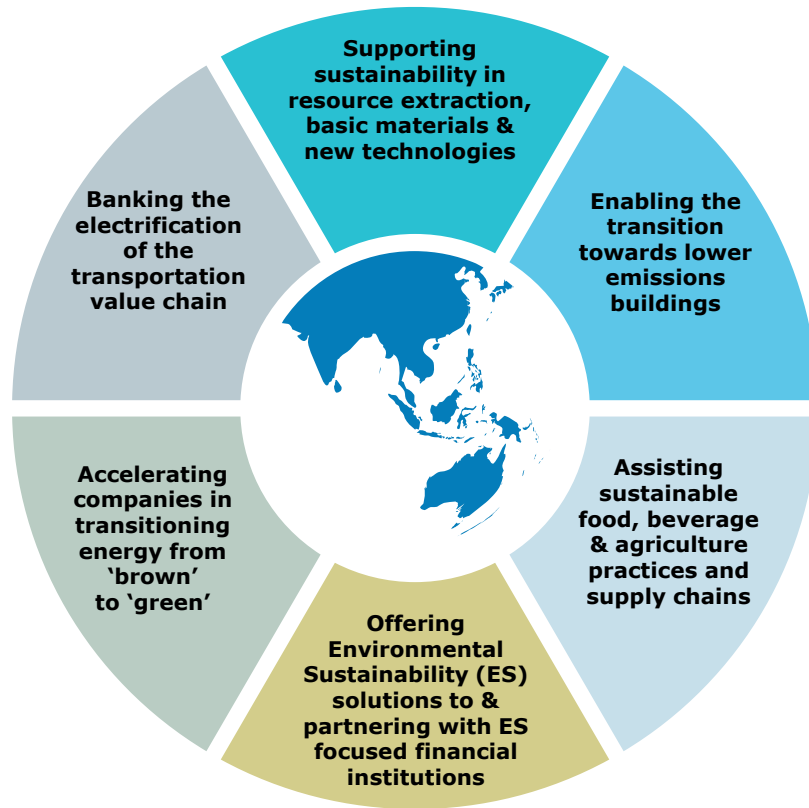 Supporting
sustainability in
resource extraction,
basic materials &
new technologies
Enabling the
transition
towards lower
emissions
buildings
Assisting
sustainable
food, beverage
& agriculture
practices and
supply chains
Offering
Environmental
Sustainability (ES)
solutions to &
partnering with ES
focused financial
institutions
Accelerating
companies in
transitioning
energy from
‘brown’
to ‘green’
Banking the
electrification
of the
transportation
value chain